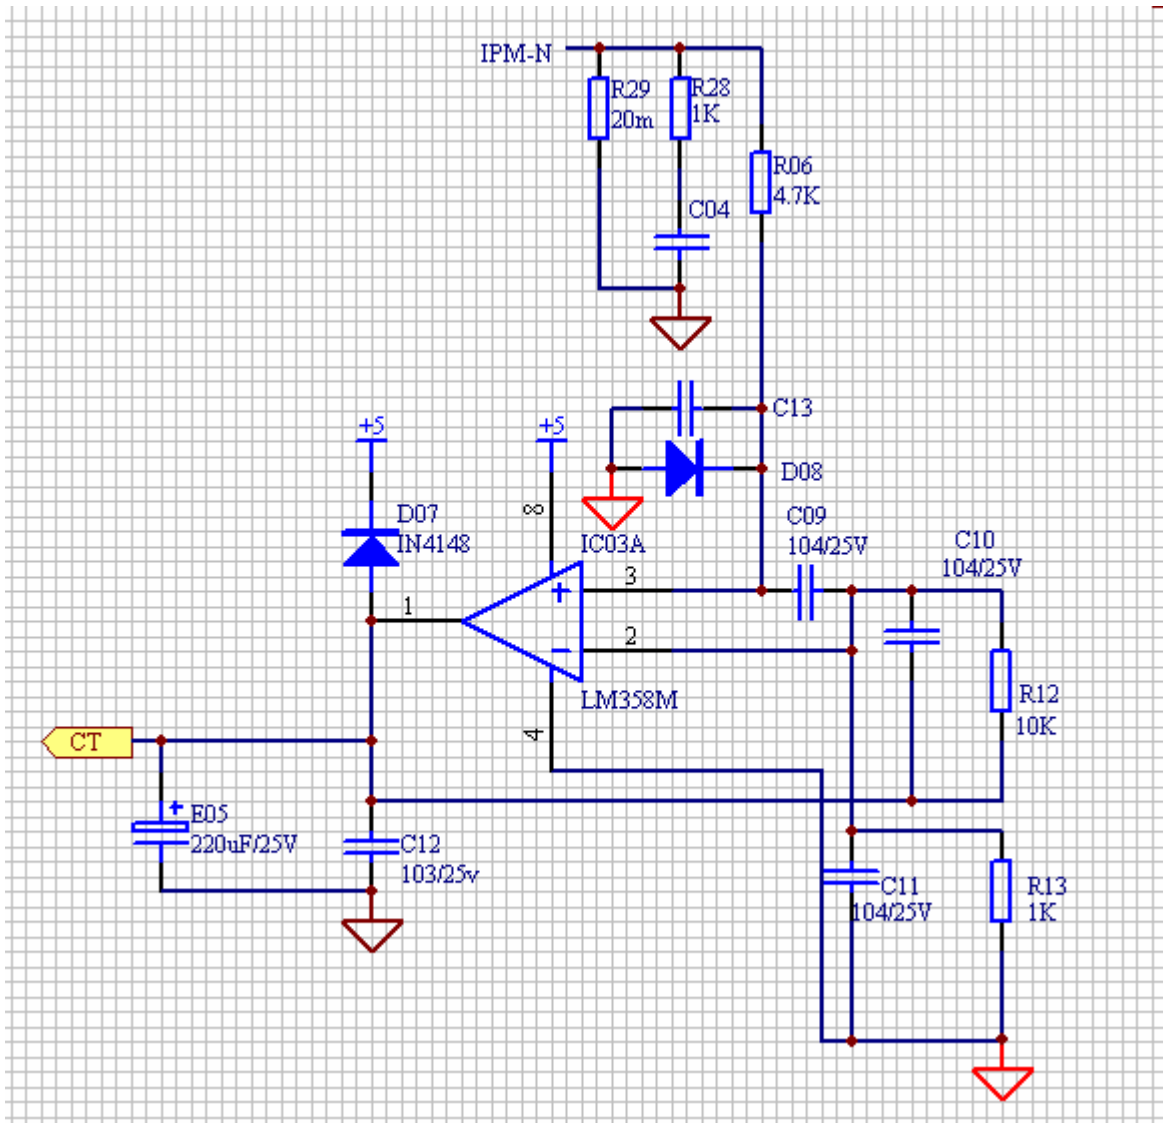 IPM-N
R29
20m
R28
1K
R06
4.7K
C04
C13
+5
+5
D08
8
D07
IN4148
IC03A
C09
104/25V
C10
104/25V
3
+
1
2
−
LM358M
R12
10K
4
CT
+
E05
220uF/25V
C12
103/25v
C11
104/25V
R13
1K